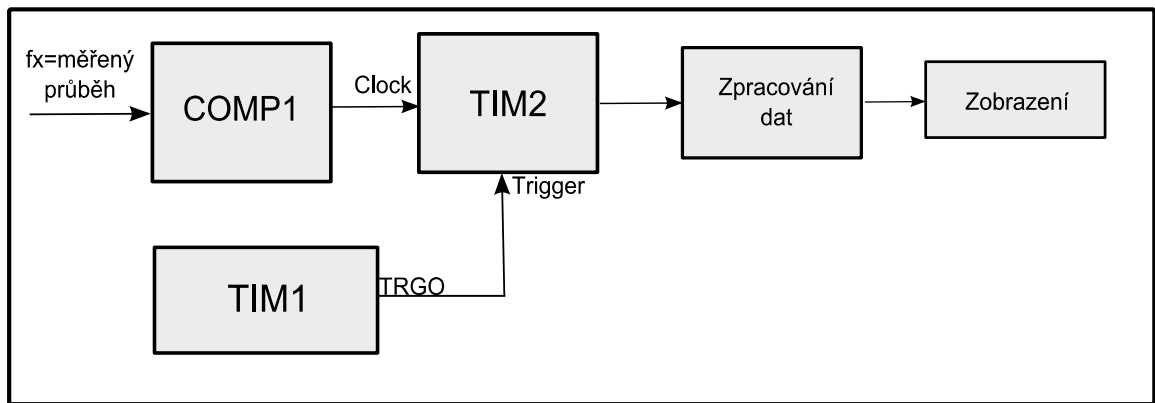 fx=měřený
průběh
COMP1
Clock
TIM2
Zpracování
dat
Zobrazení
Trigger
TIM1
TRGO